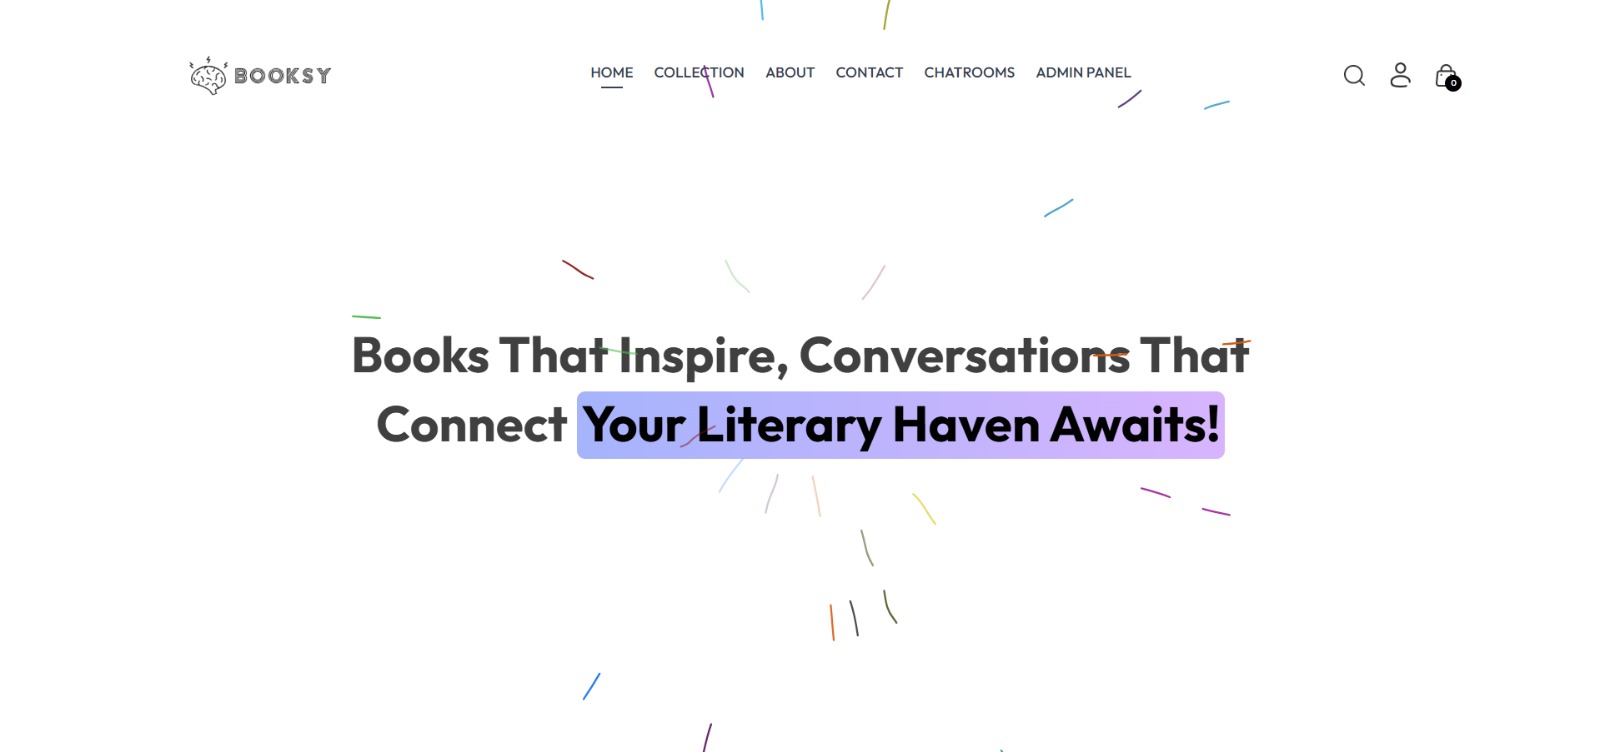 BOOKSY
HOME COLLECTION ABOUT CONTACT CHATROOMS ADMIN PANEL
0
Books That Inspire, Conversations That
Connect Your Literary Haven Awaits!